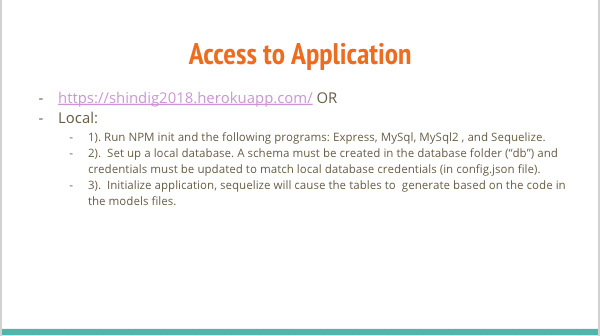 Access to Application
- https://shindig2018.herokuapp.com/ OR
- Local:
- 1). Run NPM init and the following programs: Express, MySql, MySql2 , and Sequelize.
- 2).  Set up a local database. A schema must be created in the database folder (“db”) and
credentials must be updated to match local database credentials (in config.json file).
- 3).  Initialize application, sequelize will cause the tables to  generate based on the code in
the models files.